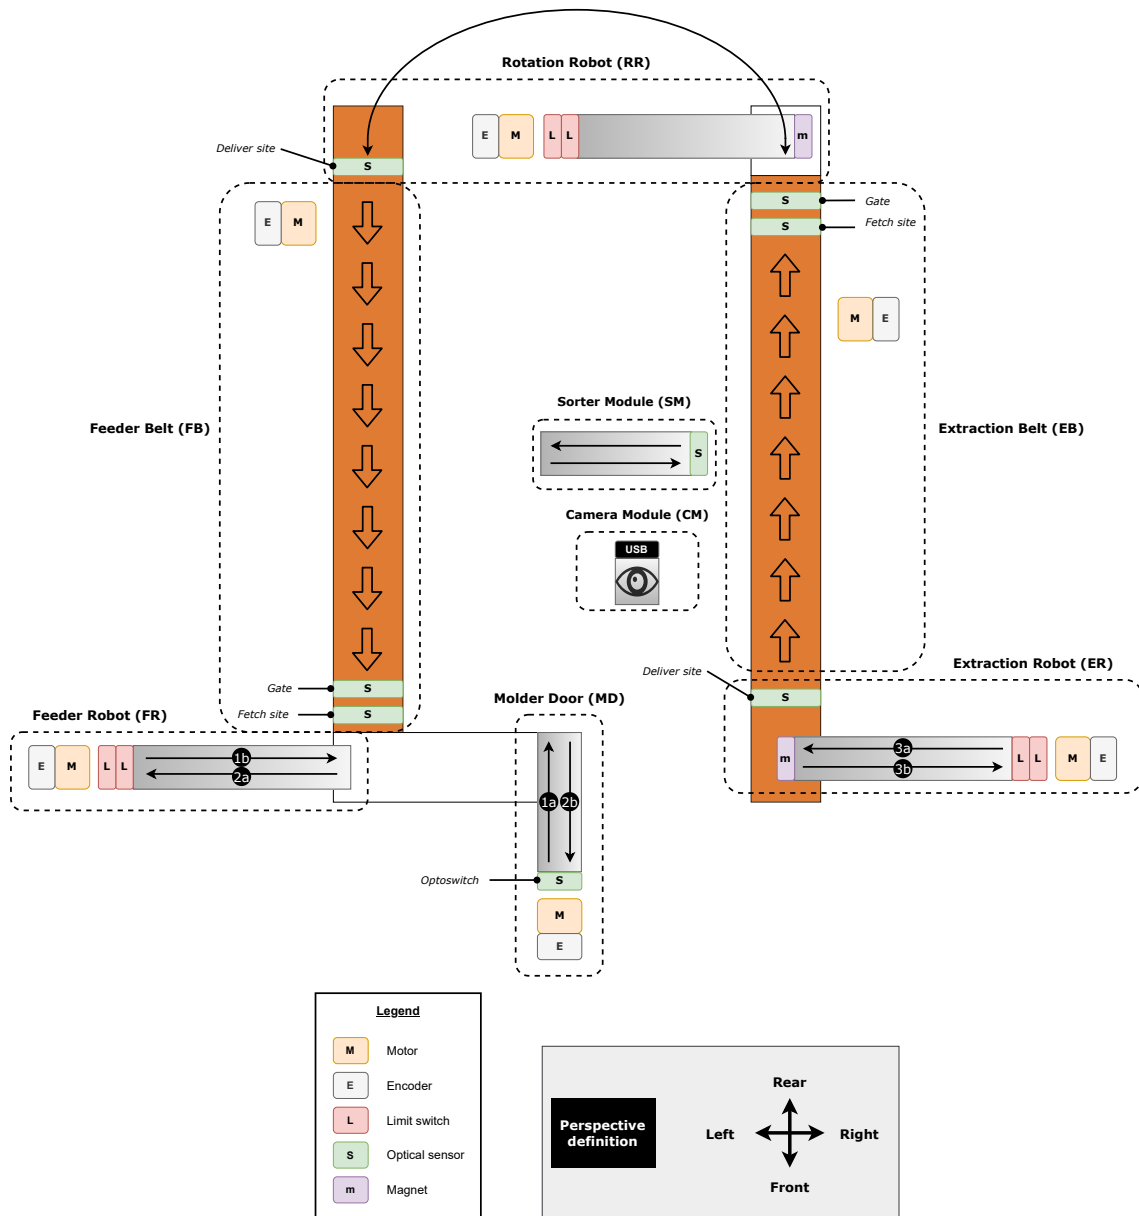 Rotation Robot (RR)
E
M
L
L
m
Deliver site
S
S
Gate
S
Fetch site
E
M
M
E
Sorter Module (SM)
S
Feeder Belt (FB)
Extraction Belt (EB)
Camera Module (CM)
USB
Gate
S
Fetch site
S
Deliver site
S
Extraction Robot (ER)
Molder Door (MD)
Feeder Robot (FR)
E
M
L
L
1b
2a
1a
2b
m
3a
3b
L
L
M
E
Optoswitch
S
M
E
Legend
M
Motor
E
Encoder
L
Limit switch
S
Optical sensor
m
Magnet
Perspective
definition
Rear
Left
Right
Front